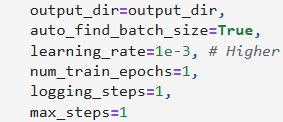 output_dir=output_dir,
auto_find_batch_size=True,
learning_rate=1e-3, # Higher
num_train_epochs=1,
logging_steps=1,
max_steps=1